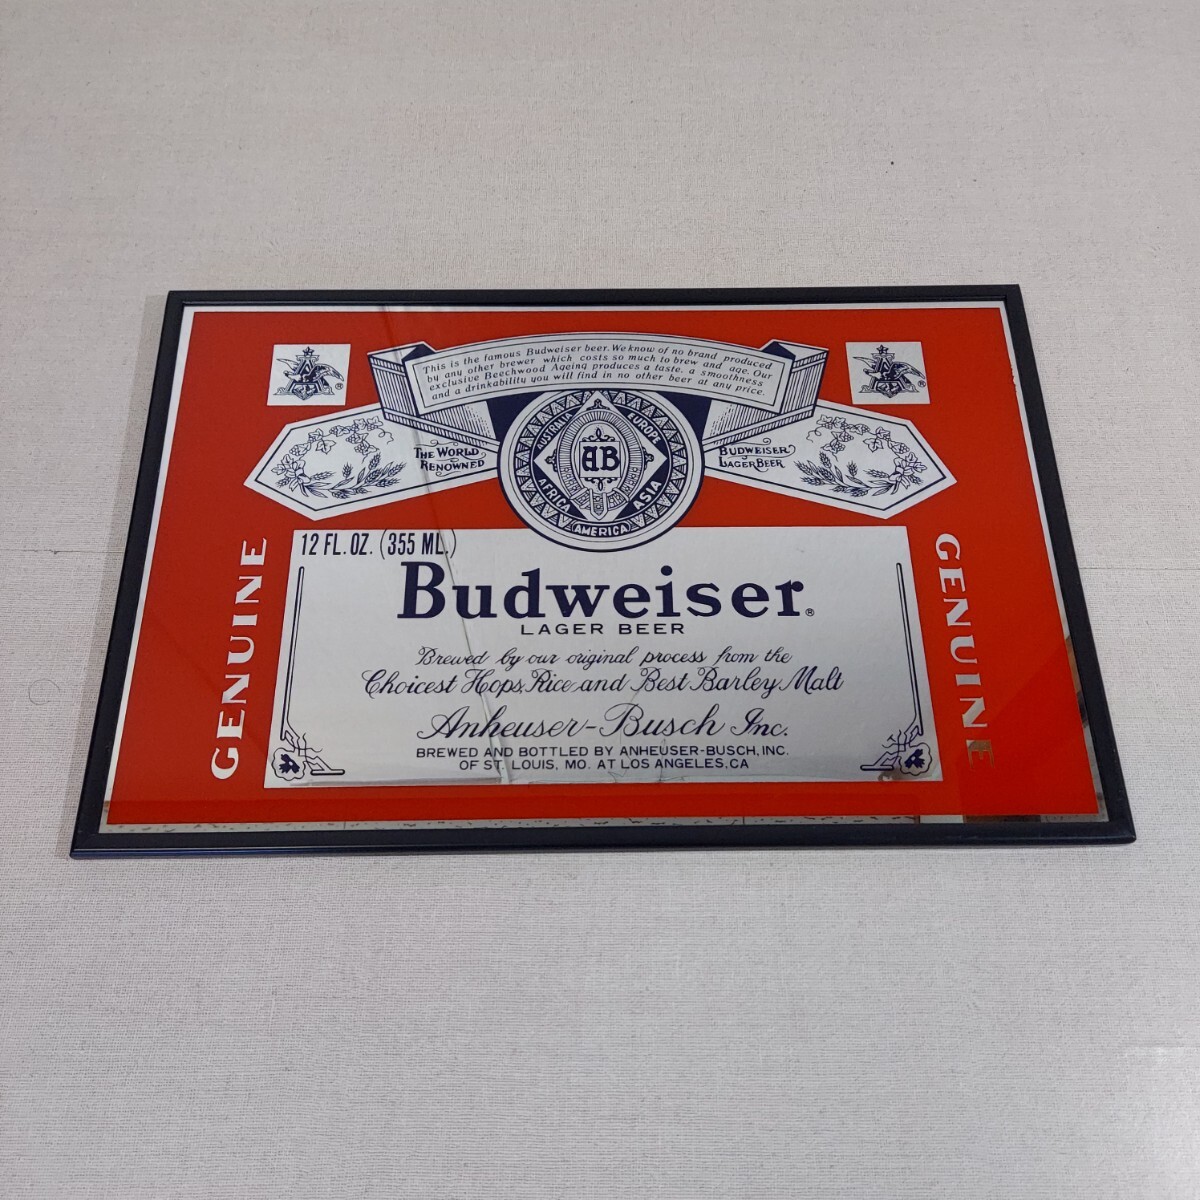 This is the famous Budweiser beer. We know of no brand produced
by any other brewer which costs so much to brew and age. Our
exclusive Beechwood Ageing produces a taste, a smoothness
and a drinkability you will find in no other beer at any price.
®
®
THE WORLD
RENOWNED
BUDWEISER
LAGER BEER
AUSTRALIA
EUROPE
AFRICA
ASIA
AMERICA
AB
GENUINE
GENUINE
12 FL. OZ. (355 ML.)
Budweiser®
LAGER BEER
Brewed by our original process from the
Choicest Hops, Rice and Best Barley Malt
Anheuser-Busch Inc.
BREWED AND BOTTLED BY ANHEUSER-BUSCH, INC.
OF ST. LOUIS, MO. AT LOS ANGELES, CA